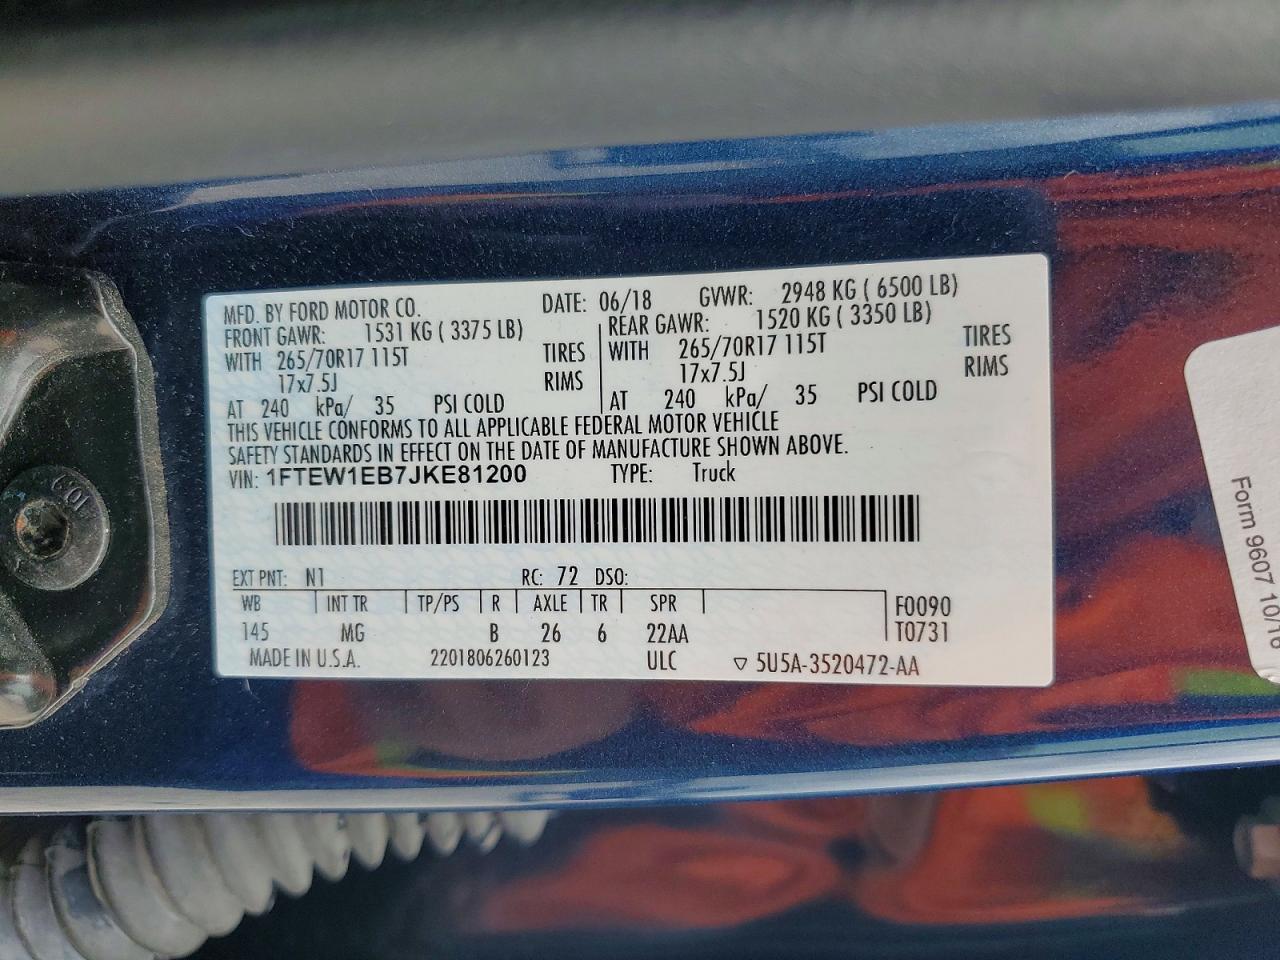 MFD. BY FORD MOTOR CO. DATE: 06/18 GVWR: 2948 KG ( 6500 LB)
FRONT GAWR: 1531 KG ( 3375 LB) REAR GAWR: 1520 KG ( 3350 LB)
WITH 265/70R17 115T TIRES WITH 265/70R17 115T TIRES
17x7.5J RIMS 17x7.5J RIMS
AT 240 kPa/ 35 PSI COLD AT 240 kPa/ 35 PSI COLD
THIS VEHICLE CONFORMS TO ALL APPLICABLE FEDERAL MOTOR VEHICLE
SAFETY STANDARDS IN EFFECT ON THE DATE OF MANUFACTURE SHOWN ABOVE.
VIN: 1FTEW1EB7JKE81200 TYPE: Truck
EXT PNT: N1 RC: 72 DSO:
WB INT TR TP/PS R AXLE TR SPR F0090
145 MG B 26 6 22AA T0731
MADE IN U.S.A. 2201806260123 ULC ▽ 5U5A-3520472-AA
Form 9607 10/16